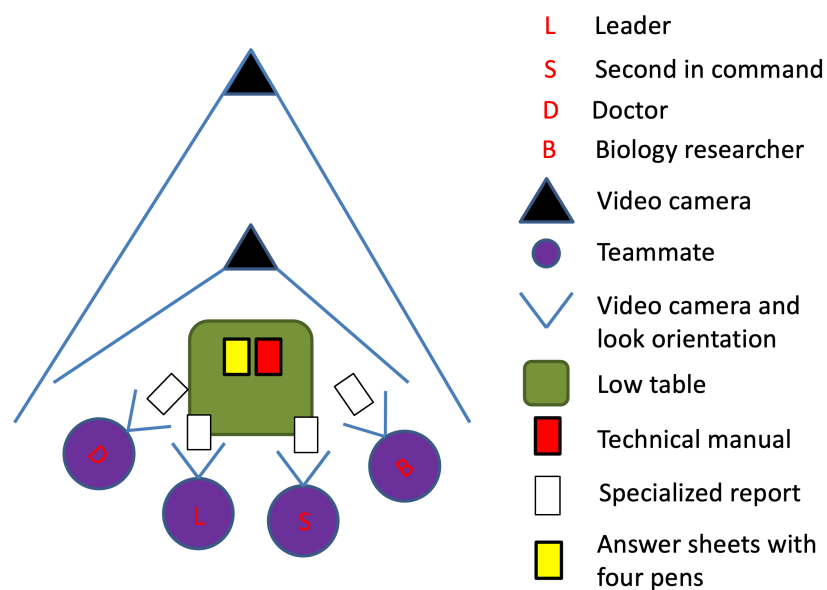 L Leader
S Second in command
D Doctor
B Biology researcher
Video camera
Teammate
Video camera and
look orientation
Low table
Technical manual
Specialized report
Answer sheets with
four pens
D
L
S
B